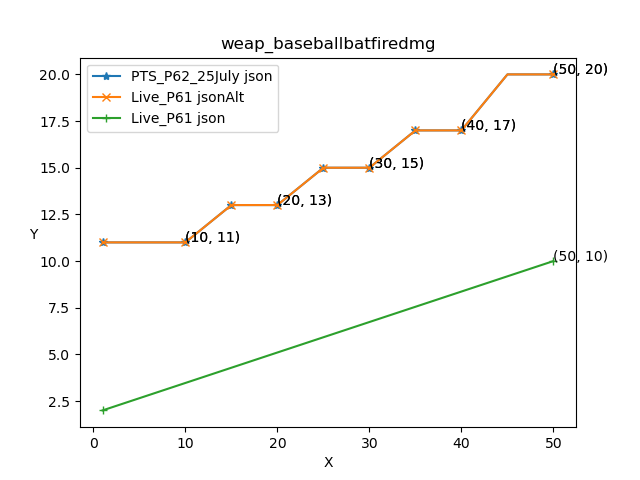 weap_baseballbatfiredmg
PTS_P62_25July json
Live_P61 jsonAlt
Live_P61 json
(50, 20)
(40, 17)
(30, 15)
(20, 13)
(10, 11)
(50, 10)
20.0
17.5
15.0
12.5
10.0
7.5
5.0
2.5
Y
0 10 20 30 40 50
X